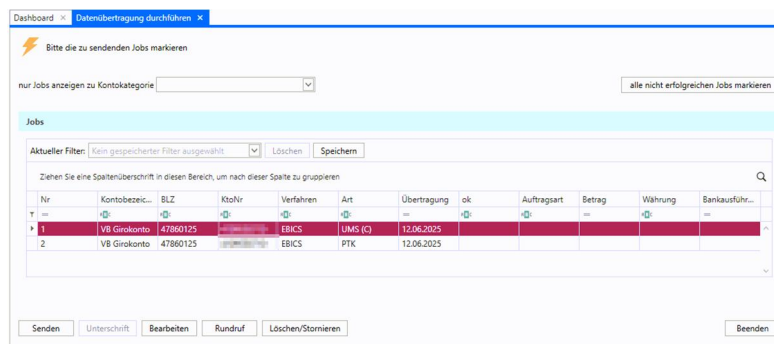 Dashboard × Datenübertragung durchführen ×
Bitte die zu sendenden Jobs markieren
nur Jobs anzeigen zu Kontokategorie
alle nicht erfolgreichen Jobs markieren
Jobs
Aktueller Filter: Kein gespeicherter Filter ausgewählt Löschen Speichern
Ziehen Sie eine Spaltenüberschrift in diesen Bereich, um nach dieser Spalte zu gruppieren
Nr Kontobezeic... BLZ KtoNr Verfahren Art Übertragung ok Auftragsart Betrag Währung Bankausführ...
1 VB Girokonto 47860125 EBICS UMS (C) 12.06.2025
2 VB Girokonto 47860125 EBICS PTK 12.06.2025
Senden Unterschrift Bearbeiten Rundruf Löschen/Stornieren Beenden